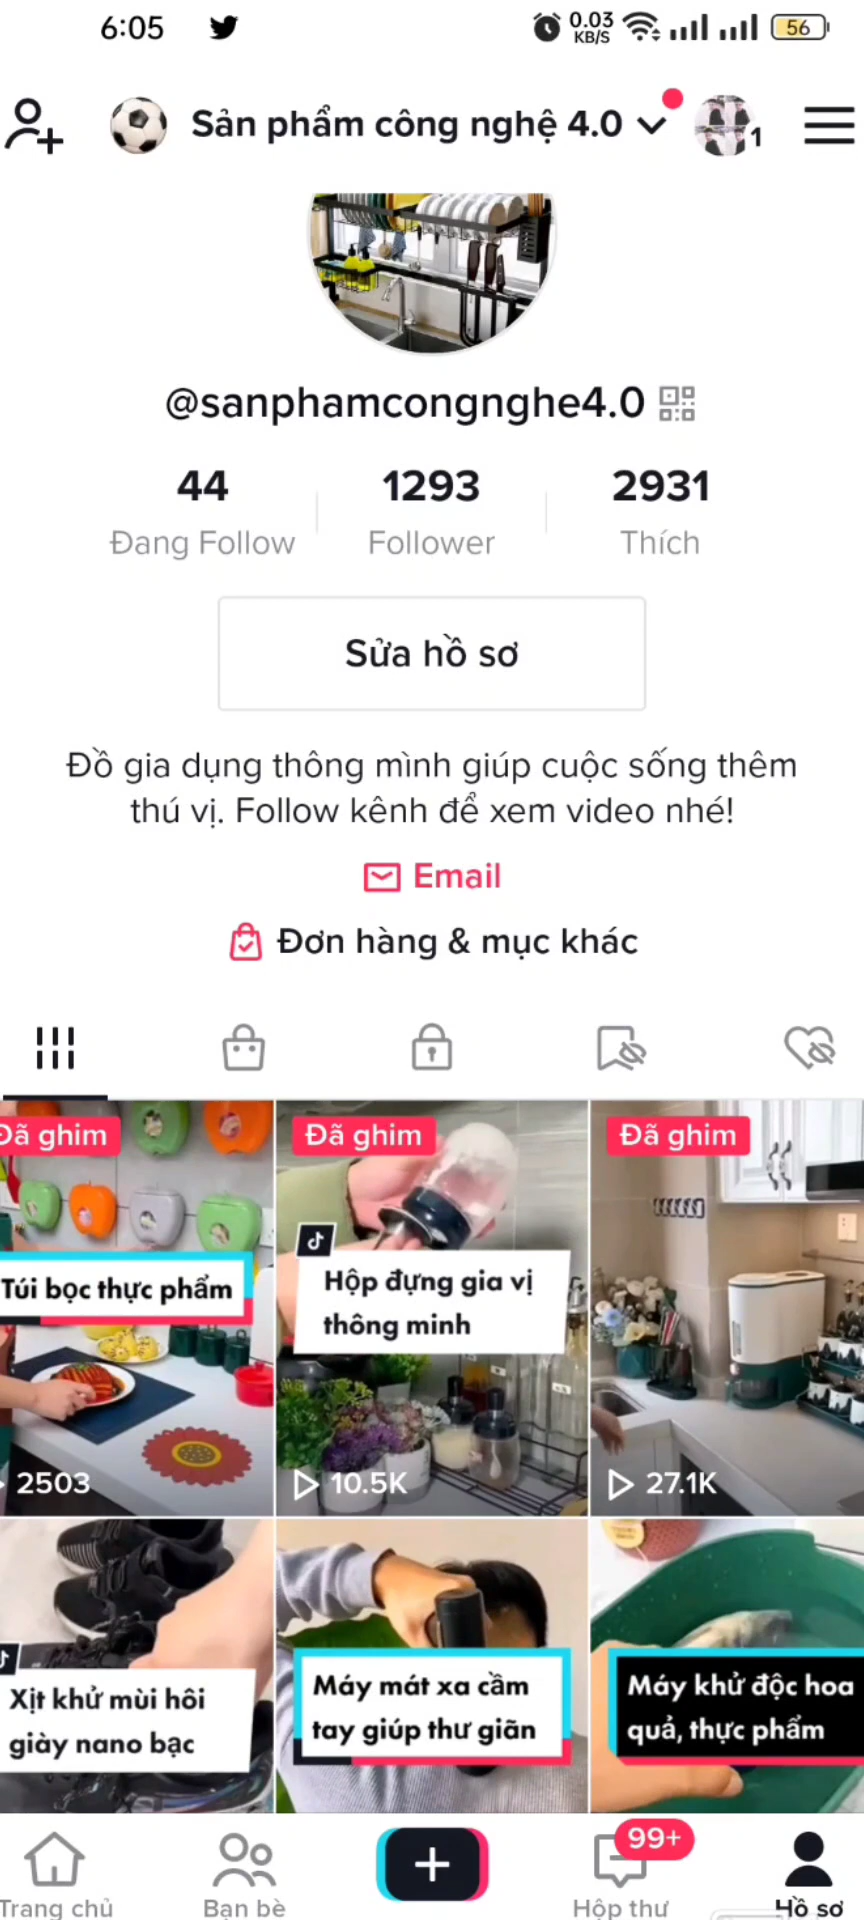 6:05
0.03
KB/S
56
Sản phẩm công nghệ 4.0
1
@sanphamcongnghe4.0
44
1293
2931
Đang Follow
Follower
Thích
Sửa hồ sơ
Đồ gia dụng thông mình giúp cuộc sống thêm
thú vị. Follow kênh để xem video nhé!
Email
Đơn hàng & mục khác
Đã ghim
Đã ghim
Đã ghim
Túi bọc thực phẩm
Hộp đựng gia vị
thông minh
2503
10.5K
27.1K
Xịt khử mùi hôi
giày nano bạc
Máy mát xa cầm
tay giúp thư giãn
Máy khử độc hoa
quả, thực phẩm
99+
Trang chủ
Bạn bè
Hộp thư
Hồ sơ